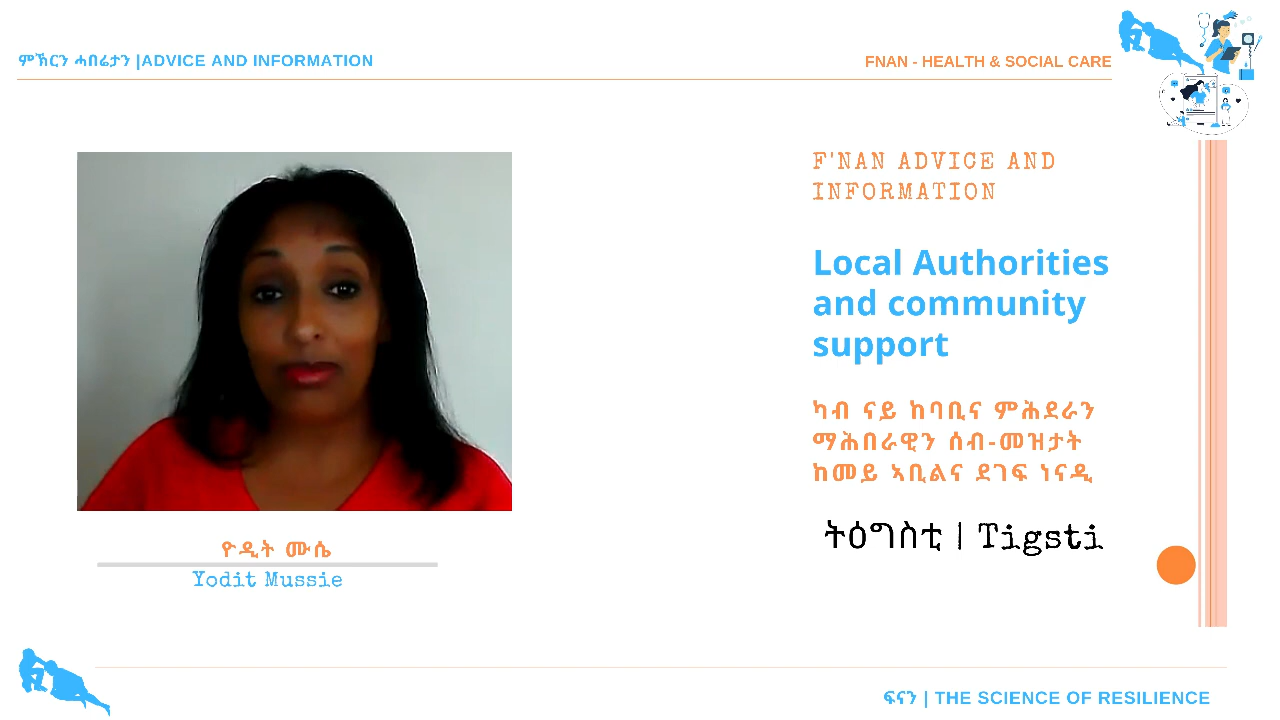 ምኽርን ሓበሬታን |ADVICE AND INFORMATION
FNAN - HEALTH & SOCIAL CARE
F'NAN ADVICE AND
INFORMATION
Local Authorities
and community
support
ካብ ናይ ከባቢና ምሕደራን
ማሕበራዊን ሰብ-መዝታት
ከመይ ኣቢልና ደገፍ ነናዲ
ትዕግስቲ | Tigsti
ዮዲት ሙሴ
Yodit Mussie
ፍናን | THE SCIENCE OF RESILIENCE